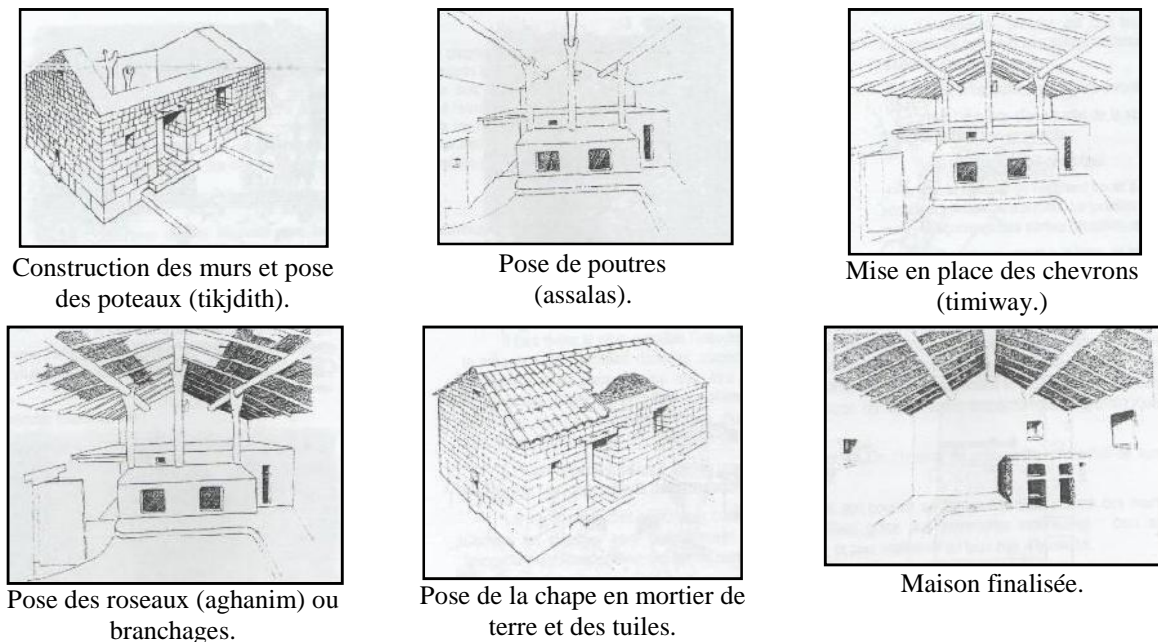 Construction des murs et pose
des poteaux (tikjdith).
Pose de poutres
(assalas).
Mise en place des chevrons
(timiway.)
Pose des roseaux (aghanim) ou
branchages.
Pose de la chape en mortier de
terre et des tuiles.
Maison finalisée.